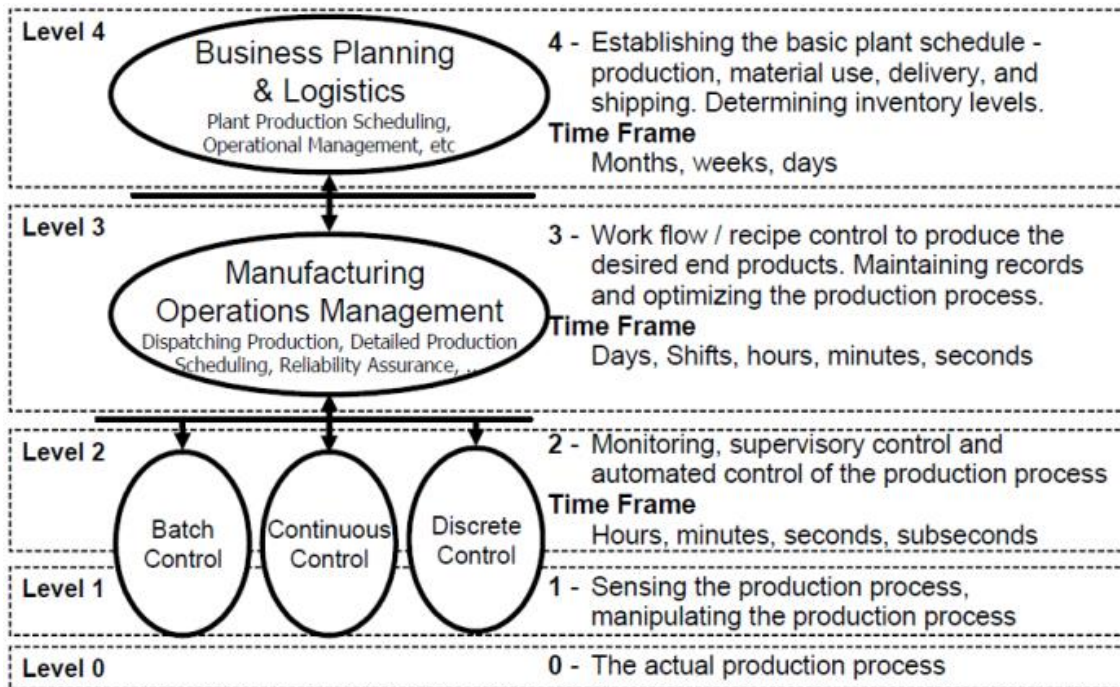 Level 4
Business Planning
& Logistics
Plant Production Scheduling,
Operational Management, etc
4 - Establishing the basic plant schedule -
production, material use, delivery, and
shipping. Determining inventory levels.
Time Frame
Months, weeks, days
Level 3
Manufacturing
Operations Management
Dispatching Production, Detailed Production
Scheduling, Reliability Assurance, ...
3 - Work flow / recipe control to produce the
desired end products. Maintaining records
and optimizing the production process.
Time Frame
Days, Shifts, hours, minutes, seconds
Level 2
Batch
Control
Continuous
Control
Discrete
Control
2 - Monitoring, supervisory control and
automated control of the production process
Time Frame
Hours, minutes, seconds, subseconds
Level 1
1 - Sensing the production process,
manipulating the production process
Level 0
0 - The actual production process